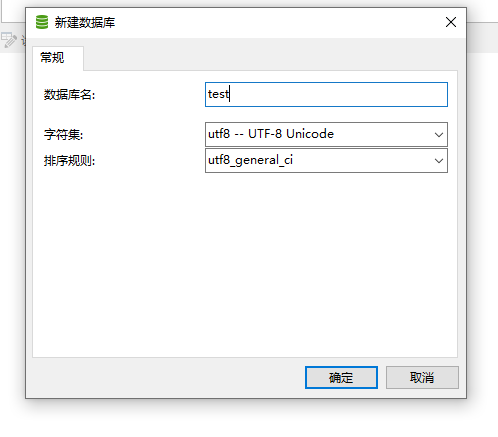 新建数据库
常规
数据库名:
test
字符集:
utf8 -- UTF-8 Unicode
排序规则:
utf8_general_ci
确定
取消